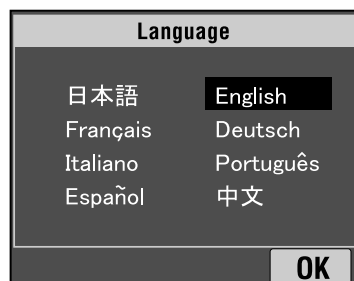 Language
日本語 English
Français Deutsch
Italiano Português
Español 中文
OK